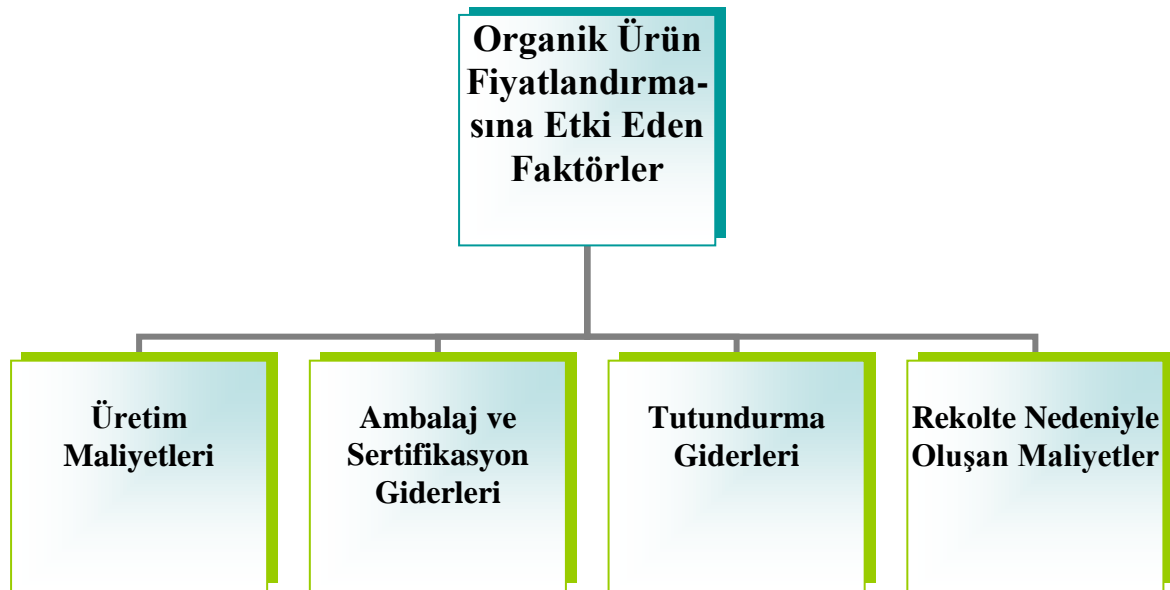 Organik Ürün
Fiyatlandırma-
sına Etki Eden
Faktörler
Üretim
Maliyetleri
Ambalaj ve
Sertifikasyon
Giderleri
Tutundurma
Giderleri
Rekolte Nedeniyle
Oluşan Maliyetler